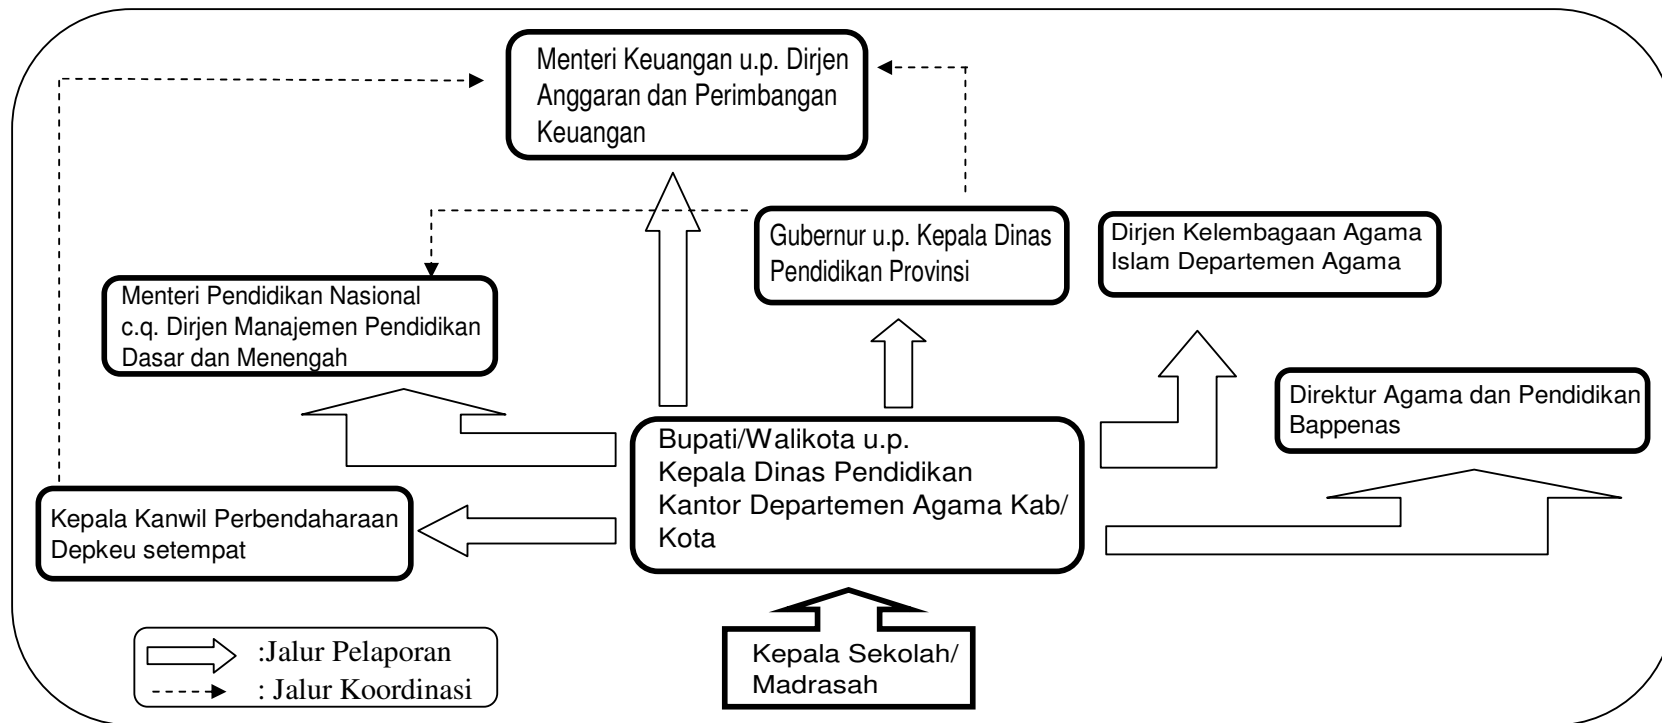 Menteri Keuangan u.p. Dirjen
Anggaran dan Perimbangan
Keuangan
Gubernur u.p. Kepala Dinas
Pendidikan Provinsi
Dirjen Kelembagaan Agama
Islam Departemen Agama
Menteri Pendidikan Nasional
c.q. Dirjen Manajemen Pendidikan
Dasar dan Menengah
Direktur Agama dan Pendidikan
Bappenas
Bupati/Walikota u.p.
Kepala Dinas Pendidikan
Kantor Departemen Agama Kab/
Kota
Kepala Kanwil Perbendaharaan
Depkeu setempat
Kepala Sekolah/
Madrasah
:Jalur Pelaporan
: Jalur Koordinasi